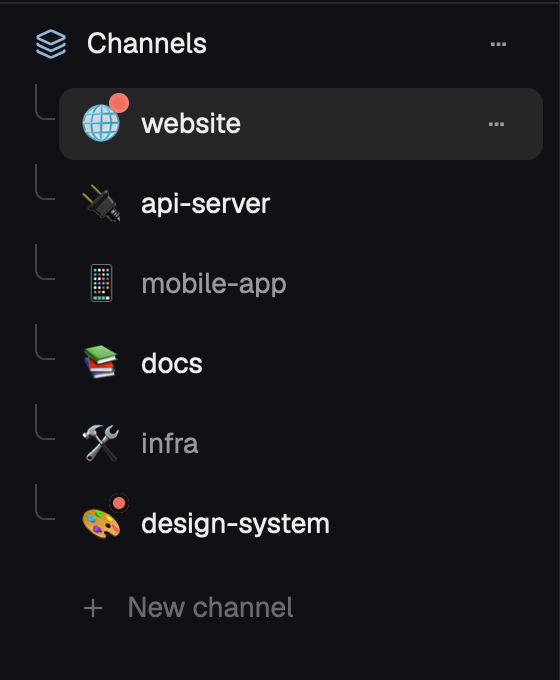 Channels
website
api-server
mobile-app
docs
infra
design-system
New channel